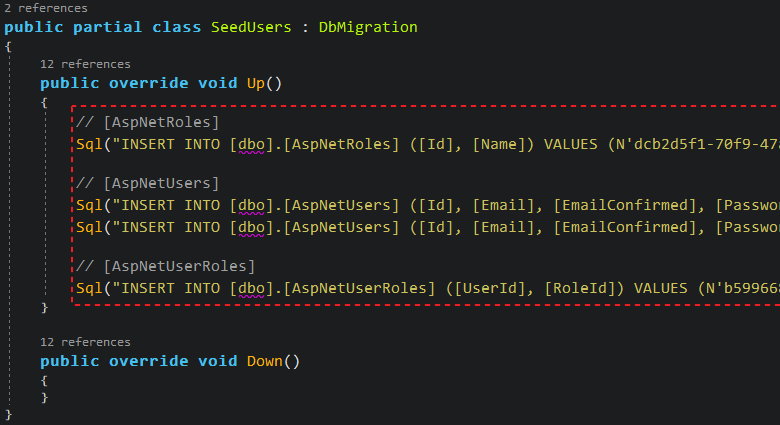 2 references
public partial class SeedUsers : DbMigration
{
12 references
public override void Up()
{
// [AspNetRoles]
Sql("INSERT INTO [dbo].[AspNetRoles] ([Id], [Name]) VALUES (N'dcb2d5f1-70f9-47
// [AspNetUsers]
Sql("INSERT INTO [dbo].[AspNetUsers] ([Id], [Email], [EmailConfirmed], [Passwo
Sql("INSERT INTO [dbo].[AspNetUsers] ([Id], [Email], [EmailConfirmed], [Passwo
// [AspNetUserRoles]
Sql("INSERT INTO [dbo].[AspNetUserRoles] ([UserId], [RoleId]) VALUES (N'b59966
}
12 references
public override void Down()
{
}
}